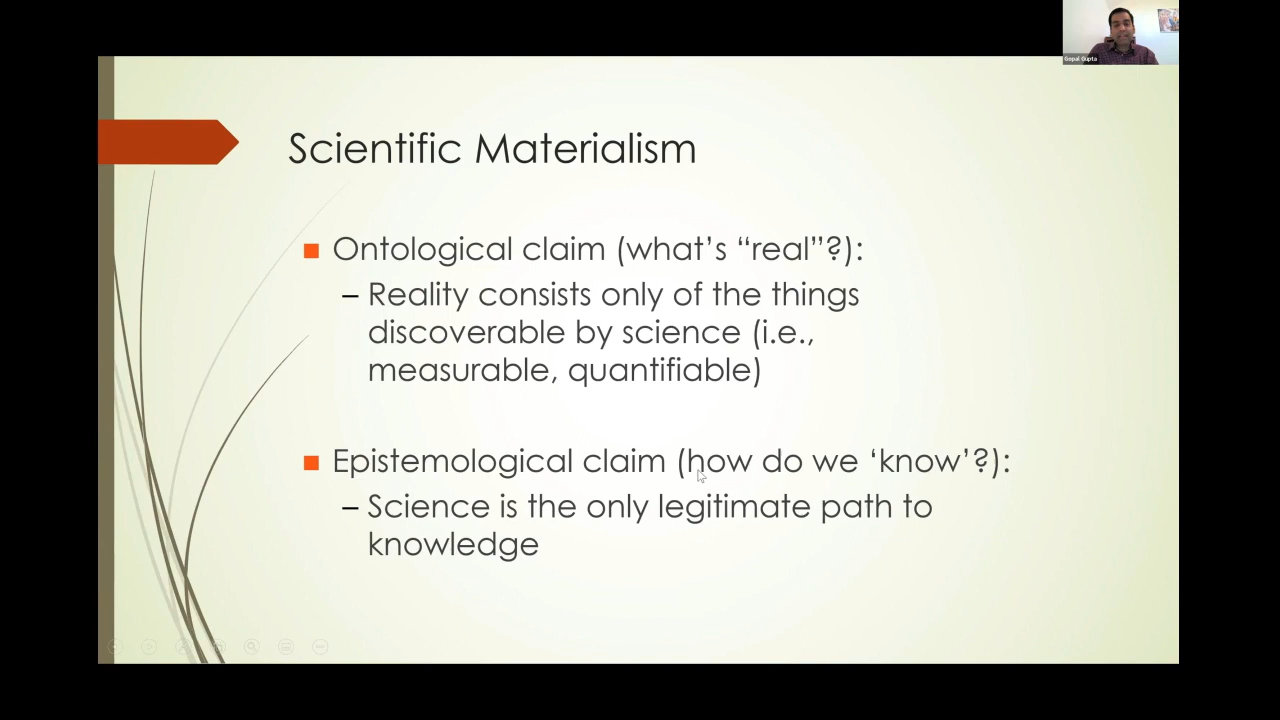 Gopal Gupta
Scientific Materialism
Ontological claim (what’s “real”?):
– Reality consists only of the things
discoverable by science (i.e.,
measurable, quantifiable)
Epistemological claim (how do we ‘know’?):
– Science is the only legitimate path to
knowledge